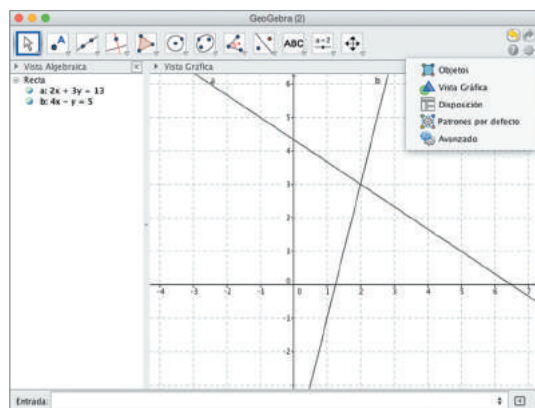 GeoGebra (2)
ABC
a=2
Vista Algebraica
Vista Gráfica
Recta
a: 2x + 3y = 13
b: 4x - y = 5
a
b
Objetos
Vista Gráfica
Disposición
Patrones por defecto
Avanzado
6
5
4
3
2
1
0
-4 -3 -2 -1 0 1 2 3 4 5 6 7
-1
-2
Entrada: